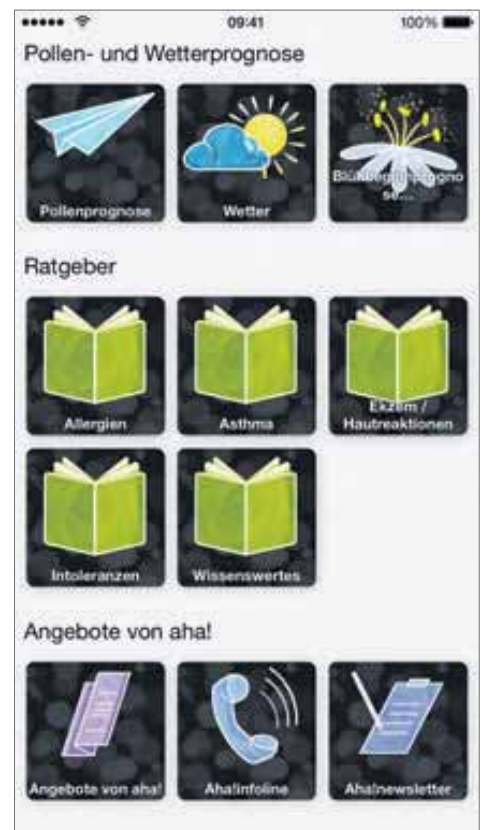 09:41 100%
Pollen- und Wetterprognose
Pollenprognose
Wetter
se...
Ratgeber
Allergien
Asthma
Ekzem /
Hautreaktionen
Intoleranzen
Wissenswertes
Angebote von aha!
Angebote von aha!
Aha!infoline
Aha!newsletter